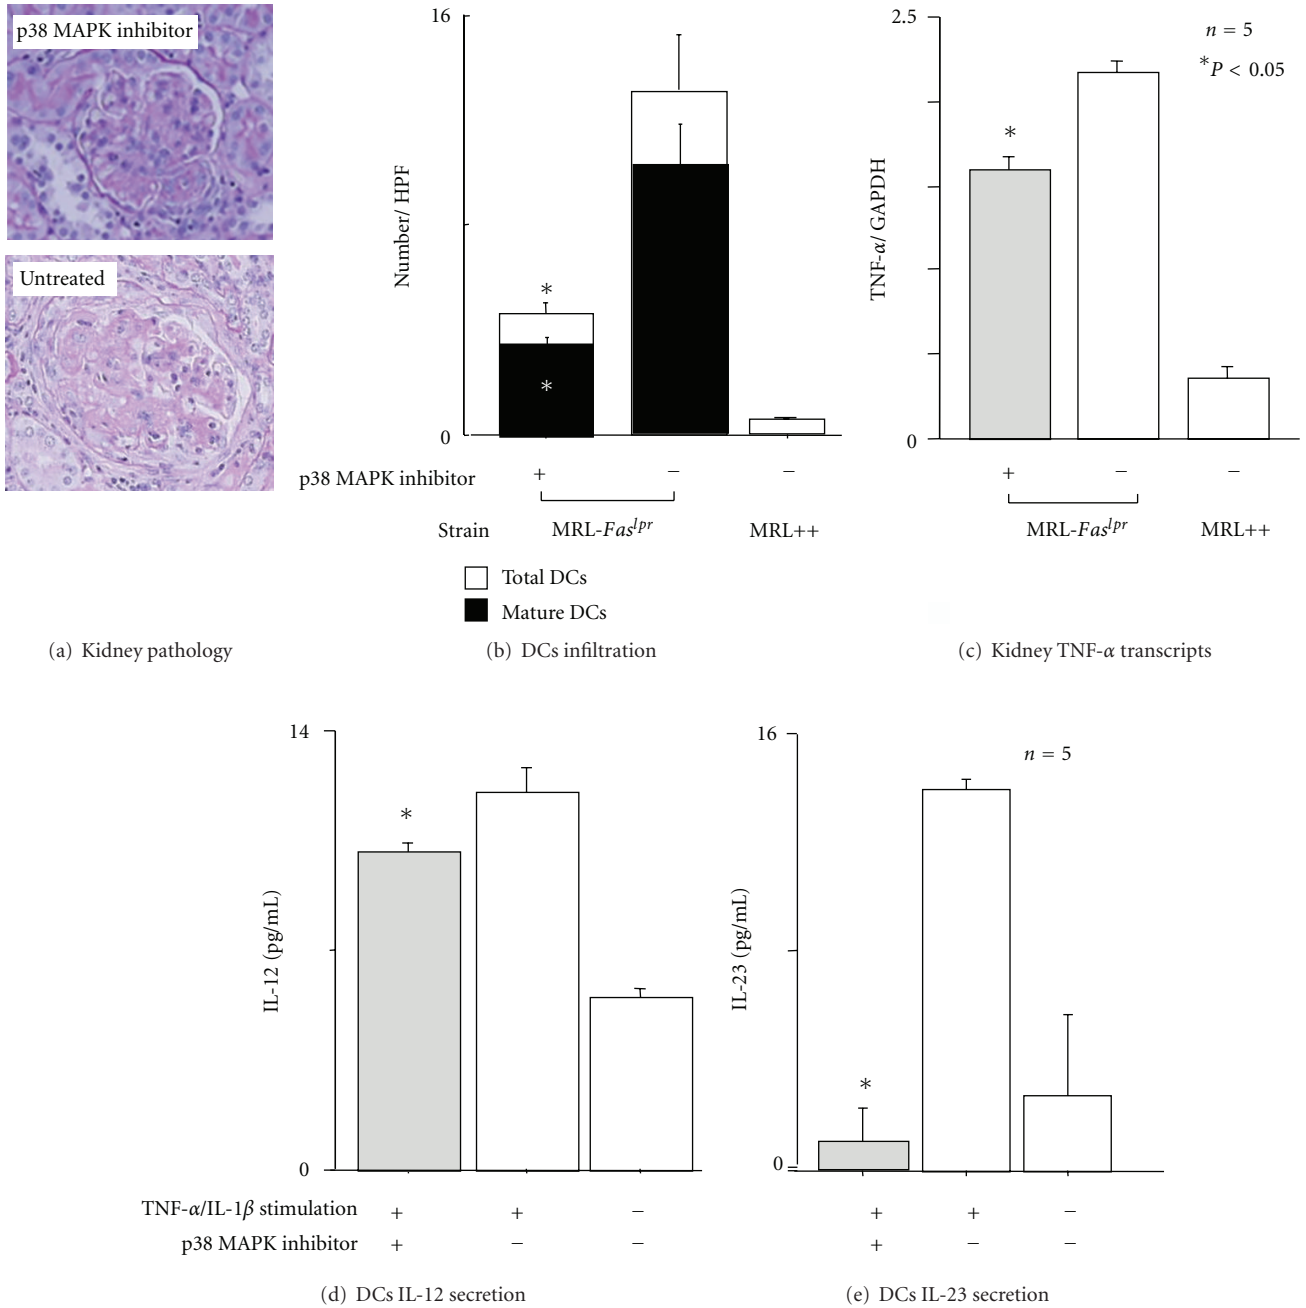 p38 MAPK inhibitor
Untreated
(a) Kidney pathology
16
Number/ HPF
0
*
*
p38 MAPK inhibitor + − −
Strain MRL-Fas^lpr MRL++
Total DCs
Mature DCs
(b) DCs infiltration
2.5
n = 5
*P < 0.05
*
TNF-α/ GAPDH
0
+ − −
MRL-Fas^lpr MRL++
(c) Kidney TNF-α transcripts
14
*
IL-12 (pg/mL)
0
TNF-α/IL-1β stimulation + + −
p38 MAPK inhibitor + − −
(d) DCs IL-12 secretion
16
n = 5
IL-23 (pg/mL)
*
0
+ + −
+ − −
(e) DCs IL-23 secretion